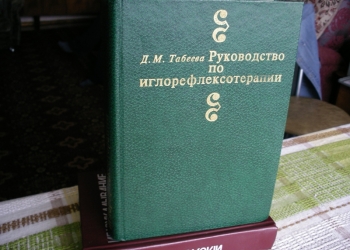 Д. М. Табеева Руководство
по
иглорефлексотерапии